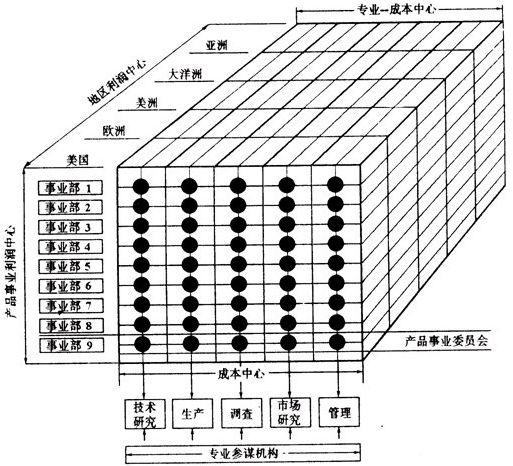 专业—成本中心
地区利润中心
亚洲
大洋洲
美洲
欧洲
美国
产品事业利润中心
事业部 1
事业部 2
事业部 3
事业部 4
事业部 5
事业部 6
事业部 7
事业部 8
事业部 9
产品事业委员会
成本中心
技术
研究
生产
调查
市场
研究
管理
专业参谋机构